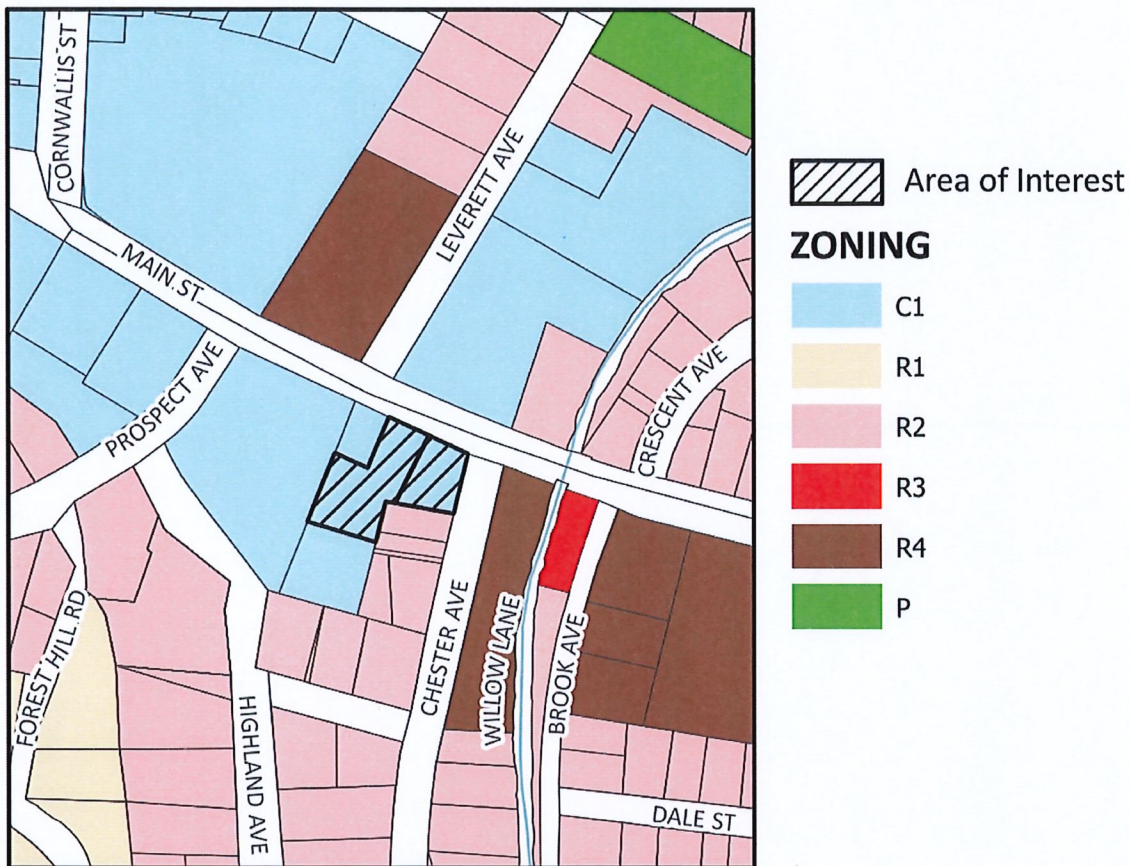 CORNWALLIS ST
LEVERETT AVE
MAIN ST
PROSPECT AVE
CRESCENT AVE
FOREST HILL RD
HIGHLAND AVE
CHESTER AVE
WILLOW LANE
BROOK AVE
DALE ST
Area of Interest
ZONING
C1
R1
R2
R3
R4
P